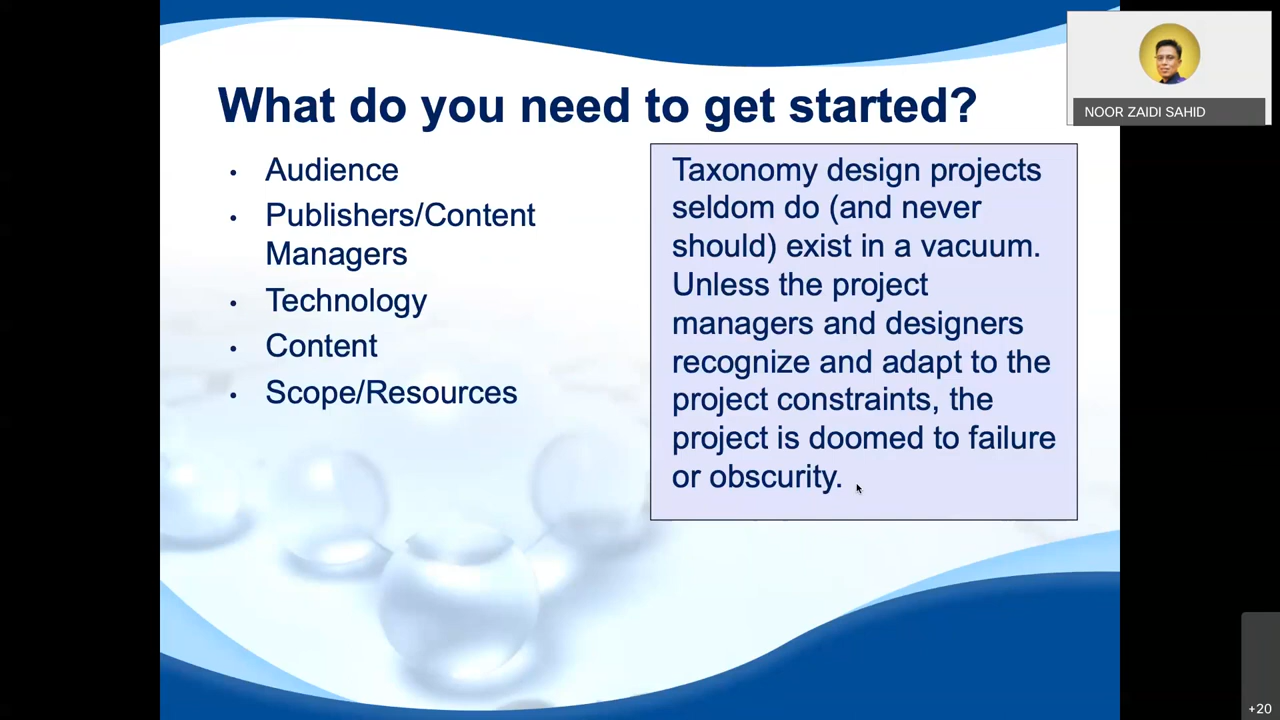 What do you need to get started?
• Audience
• Publishers/Content
Managers
• Technology
• Content
• Scope/Resources
Taxonomy design projects
seldom do (and never
should) exist in a vacuum.
Unless the project
managers and designers
recognize and adapt to the
project constraints, the
project is doomed to failure
or obscurity.
NOOR ZAIDI SAHID
+20